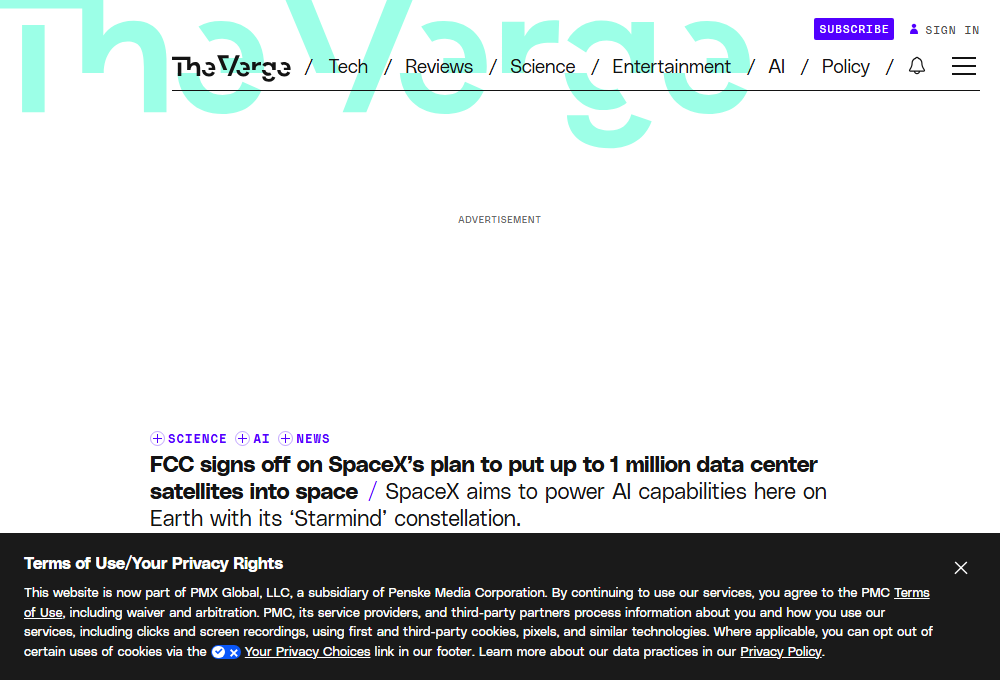 The Verge
SUBSCRIBE SIGN IN
The Verge / Tech / Reviews / Science / Entertainment / AI / Policy /
ADVERTISEMENT
SCIENCE AI NEWS
FCC signs off on SpaceX’s plan to put up to 1 million data center
satellites into space / SpaceX aims to power AI capabilities here on
Earth with its ‘Starmind’ constellation.
Terms of Use/Your Privacy Rights
This website is now part of PMX Global, LLC, a subsidiary of Penske Media Corporation. By continuing to use our services, you agree to the PMC Terms
of Use, including waiver and arbitration. PMC, its service providers, and third-party partners process information about you and how you use our
services, including clicks and screen recordings, using first and third-party cookies, pixels, and similar technologies. Where applicable, you can opt out of
certain uses of cookies via the Your Privacy Choices link in our footer. Learn more about our data practices in our Privacy Policy.